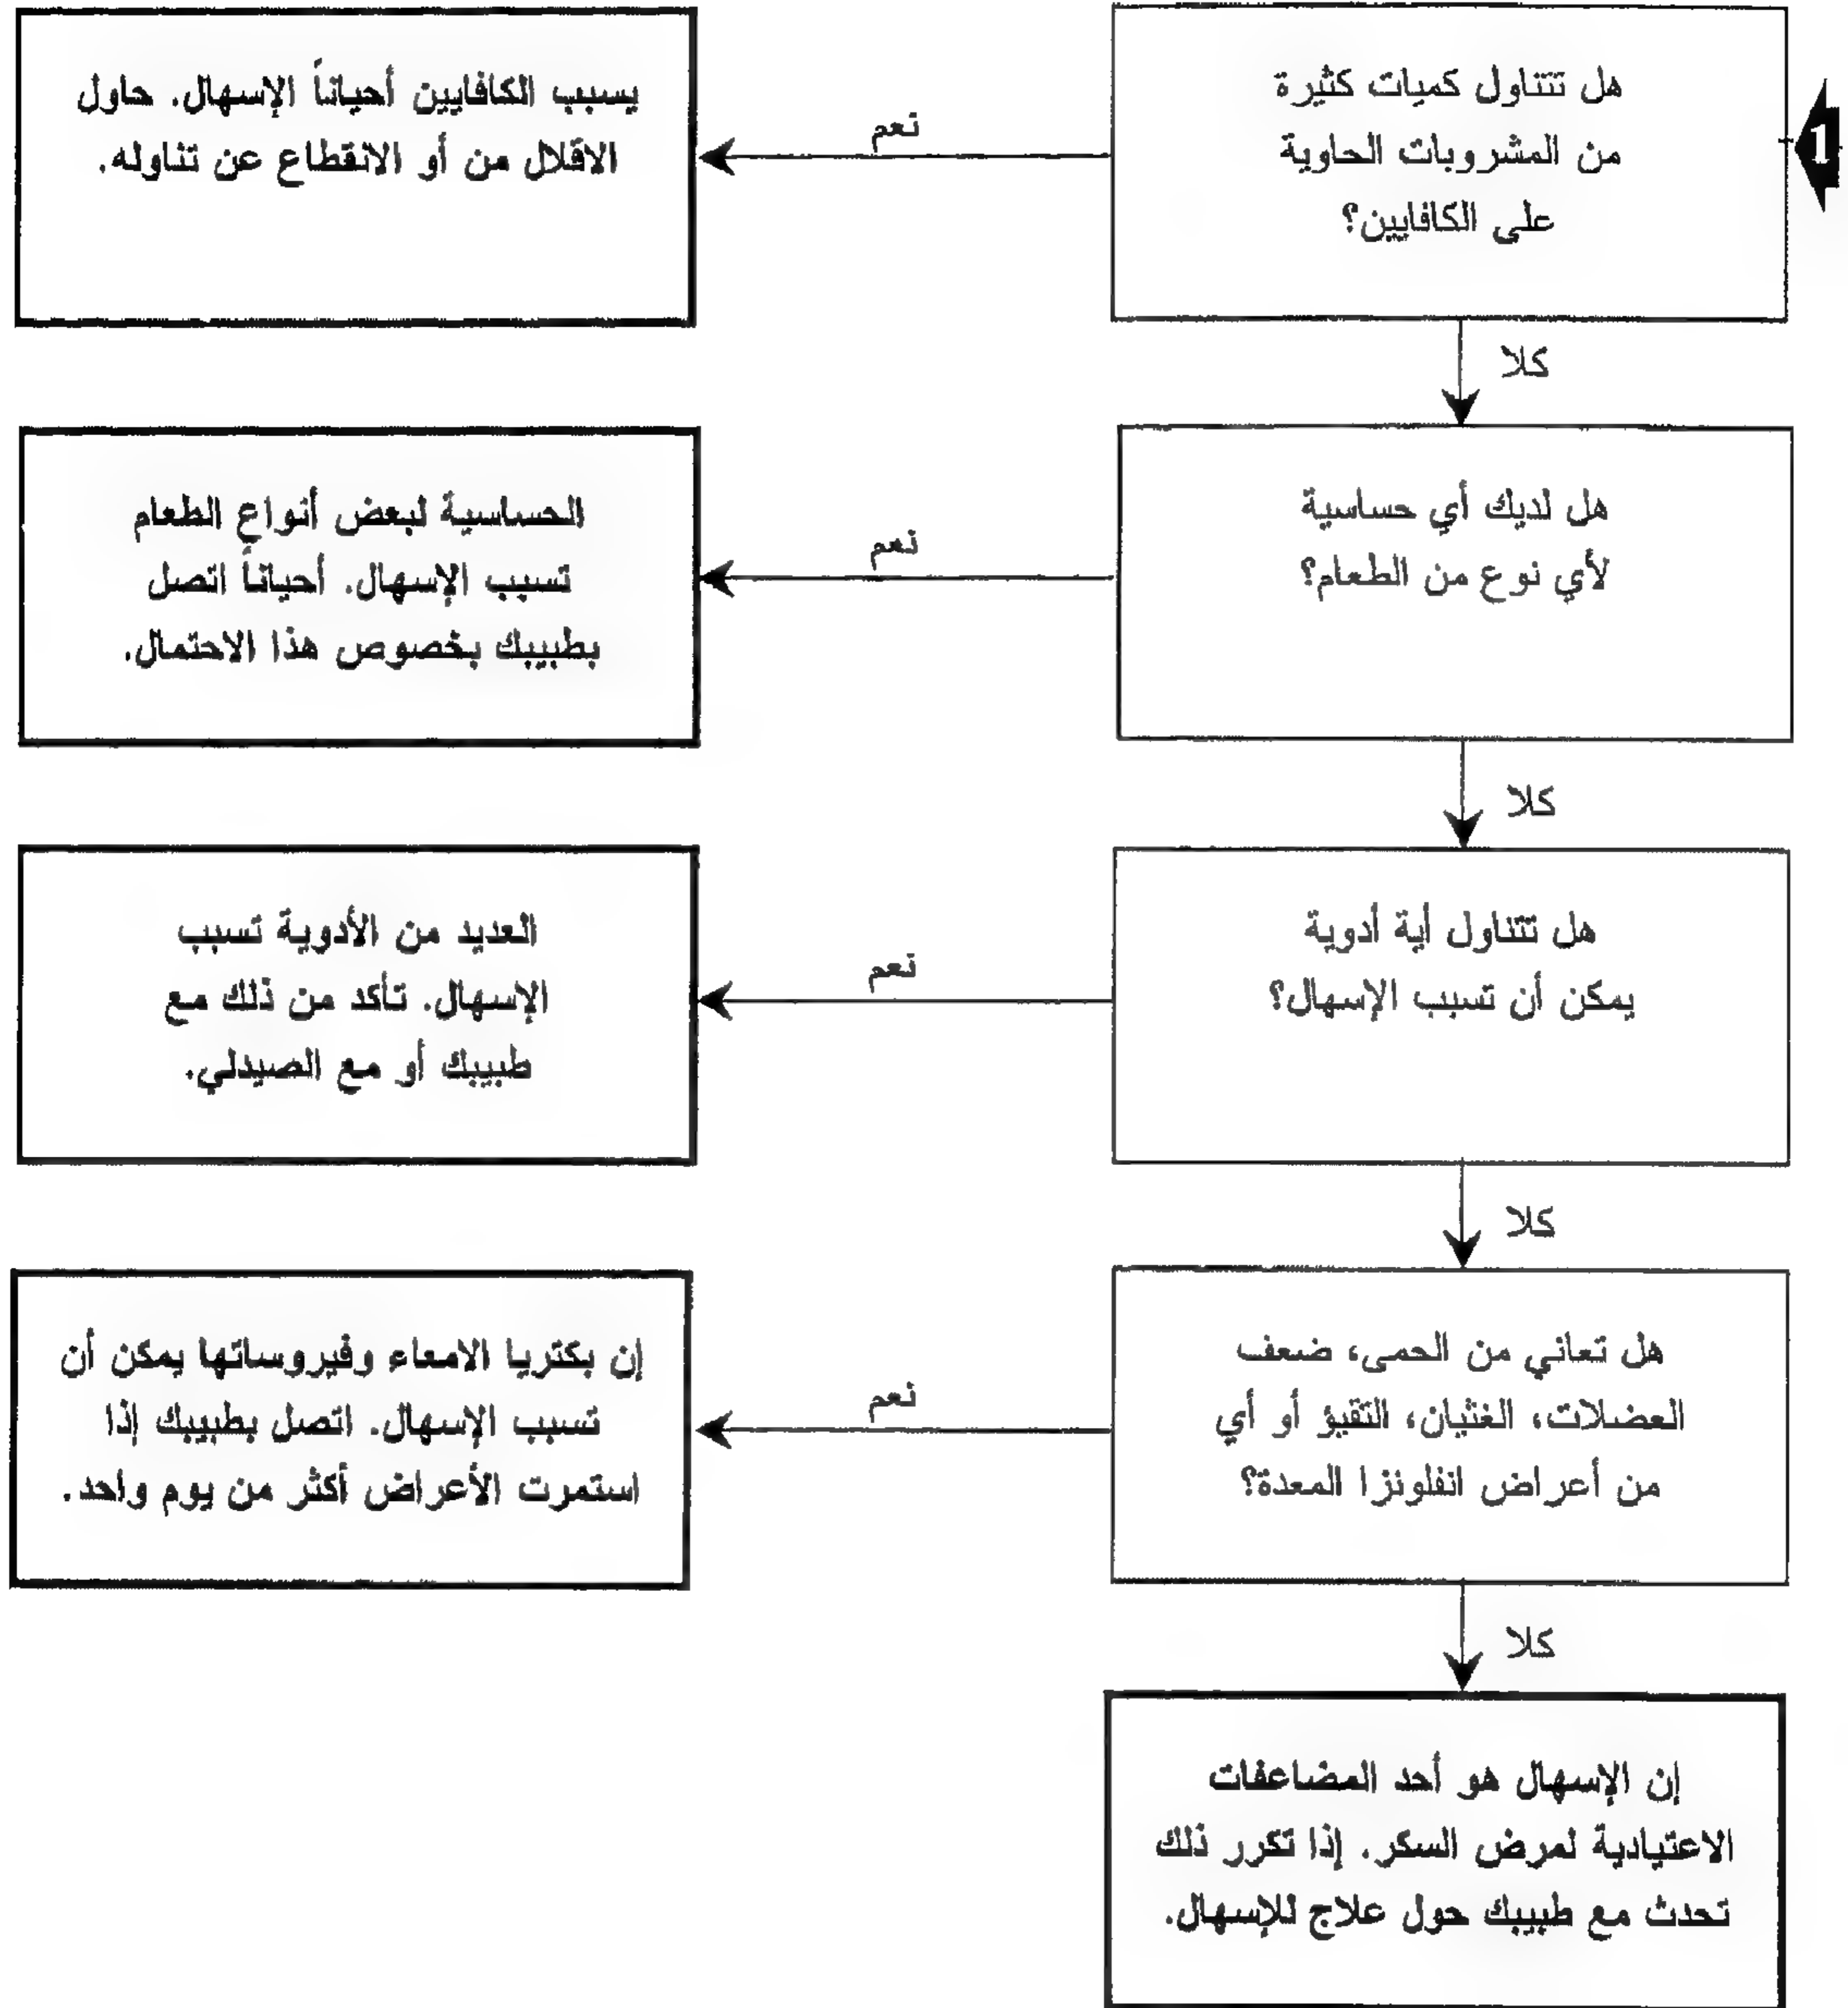 1
هل تتناول كميات كثيرة
من المشروبات الحاوية
على الكافايين؟
نعم
يسبب الكافايين أحياناً الإسهال. حاول
الاقلال من أو الانقطاع عن تناوله.
كلا
هل لديك أي حساسية
لأي نوع من الطعام؟
نعم
الحساسية لبعض أنواع الطعام
تسبب الإسهال. أحياناً اتصل
بطبيبك بخصوص هذا الاحتمال.
كلا
هل تتناول أية أدوية
يمكن أن تسبب الإسهال؟
نعم
العديد من الأدوية تسبب
الإسهال. تأكد من ذلك مع
طبيبك أو مع الصيدلي.
كلا
هل تعاني من الحمى، ضعف
العضلات، الغثيان، التقيؤ أو أي
من أعراض انفلونزا المعدة؟
نعم
إن بكتريا الامعاء وفيروساتها يمكن أن
تسبب الإسهال. اتصل بطبيبك إذا
استمرت الأعراض أكثر من يوم واحد.
كلا
إن الإسهال هو أحد المضاعفات
الاعتيادية لمرض السكر. إذا تكرر ذلك
تحدث مع طبيبك حول علاج للإسهال.